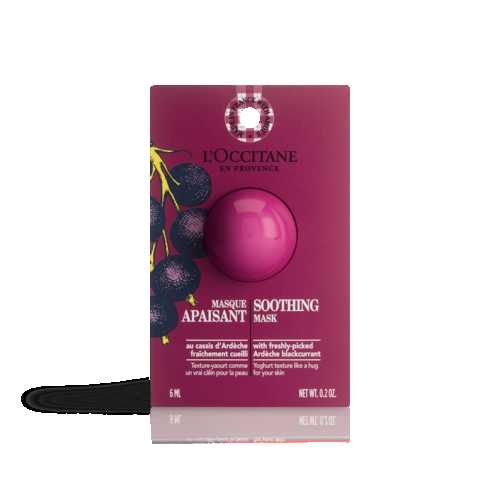 L'OCCITANE
EN PROVENCE
MASQUE
APAISANT
SOOTHING
MASK
au cassis d'Ardèche
fraîchement cueilli
with freshly-picked
Ardèche blackcurrant
Texture yaourt comme
un vrai câlin pour la peau
Yoghurt texture like a hug
for your skin
6 ML
NET WT. 0.2 OZ.